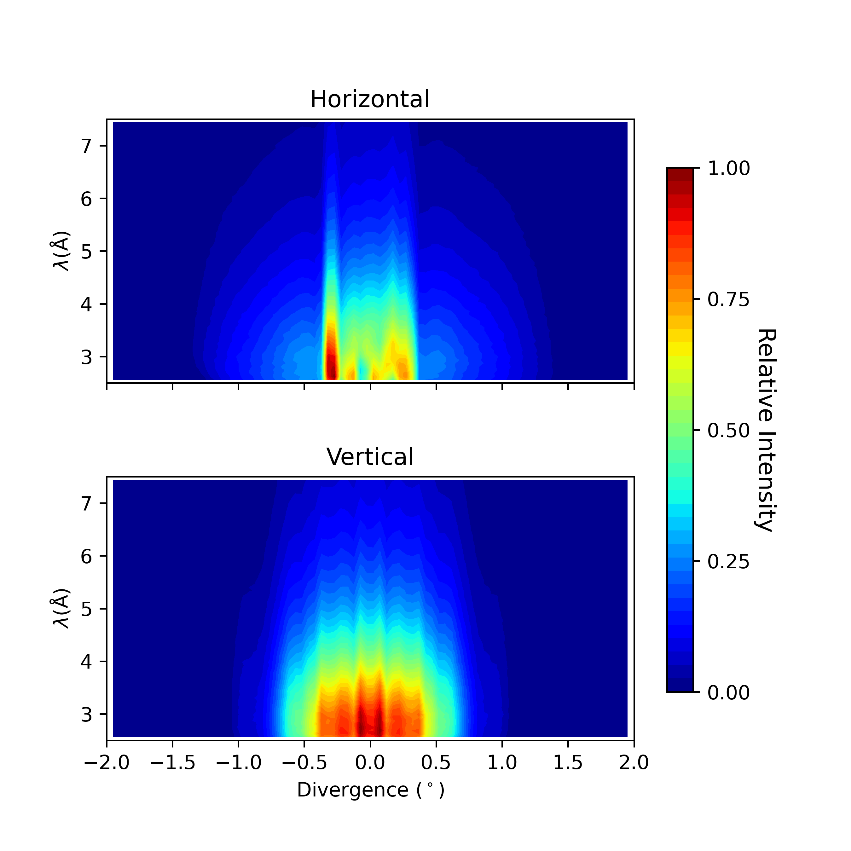 Horizontal
7
6
5
4
3
λ(Å)
Vertical
7
6
5
4
3
λ(Å)
−2.0 −1.5 −1.0 −0.5 0.0 0.5 1.0 1.5 2.0
Divergence (°)
1.00
0.75
0.50
0.25
0.00
Relative Intensity